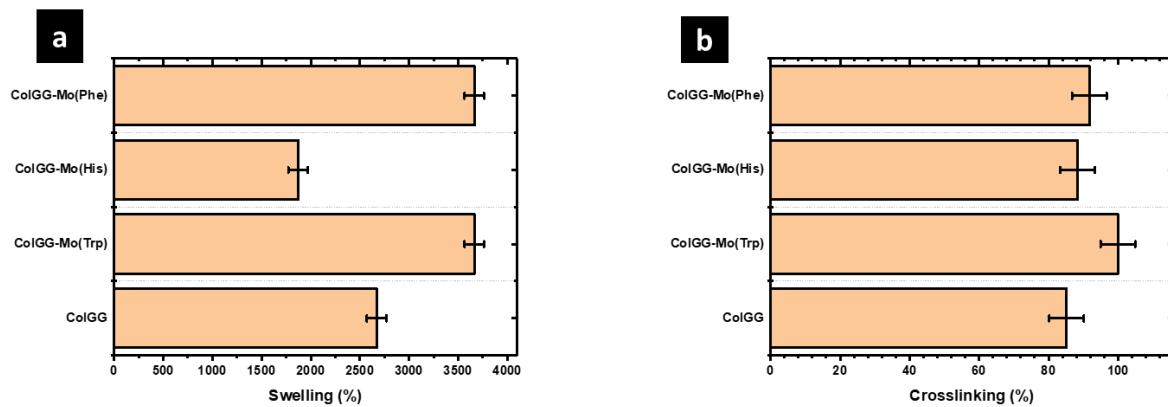 a
ColGG-Mo(Phe)
ColGG-Mo(His)
ColGG-Mo(Trp)
ColGG
0 500 1000 1500 2000 2500 3000 3500 4000
Swelling (%)
b
ColGG-Mo(Phe)
ColGG-Mo(His)
ColGG-Mo(Trp)
ColGG
0 20 40 60 80 100
Crosslinking (%)